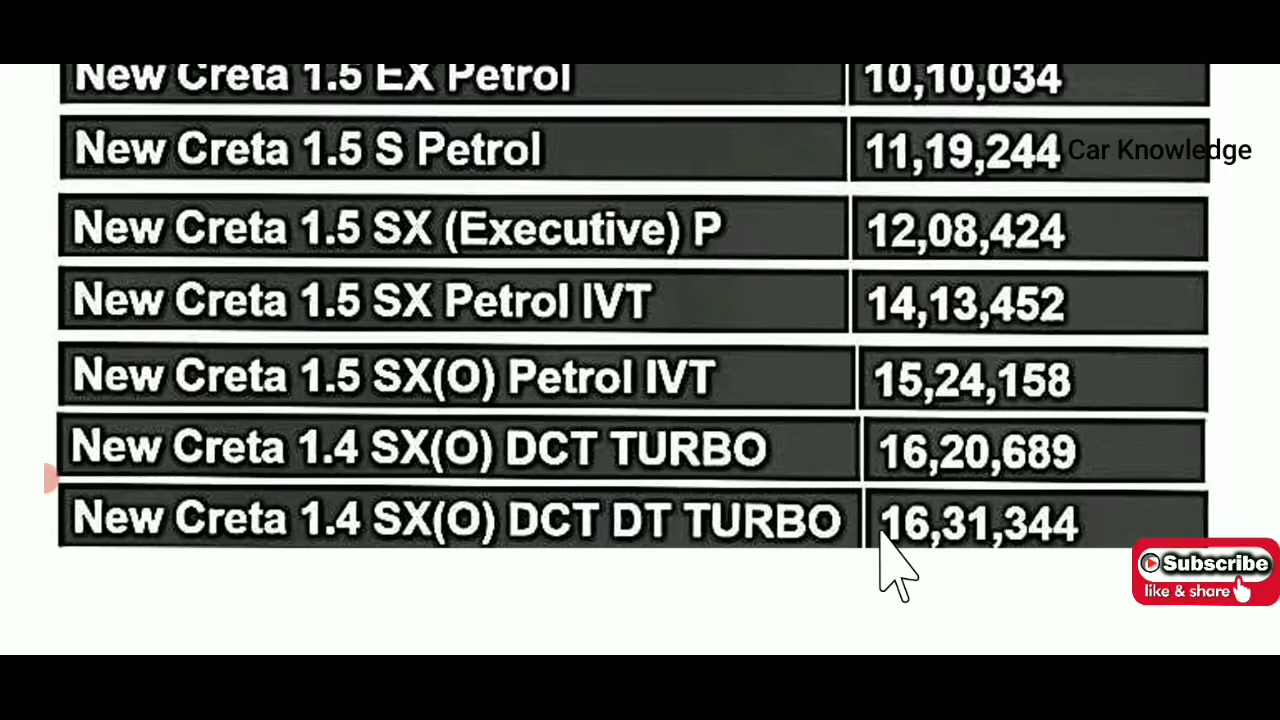 New Creta 1.5 EX Petrol 10,10,034
New Creta 1.5 S Petrol 11,19,244
Car Knowledge
New Creta 1.5 SX (Executive) P 12,08,424
New Creta 1.5 SX Petrol IVT 14,13,452
New Creta 1.5 SX(O) Petrol IVT 15,24,158
New Creta 1.4 SX(O) DCT TURBO 16,20,689
New Creta 1.4 SX(O) DCT DT TURBO 16,31,344
Subscribe
like & share